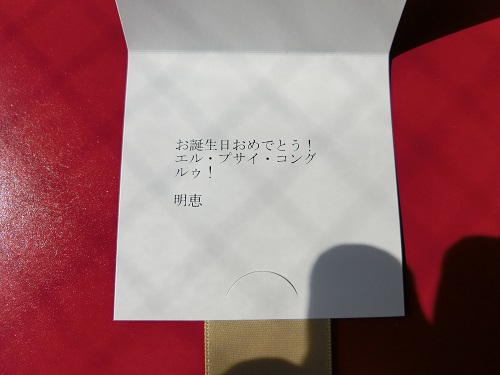 お誕生日おめでとう！
エル・プサイ・コング
ルゥ！
明恵